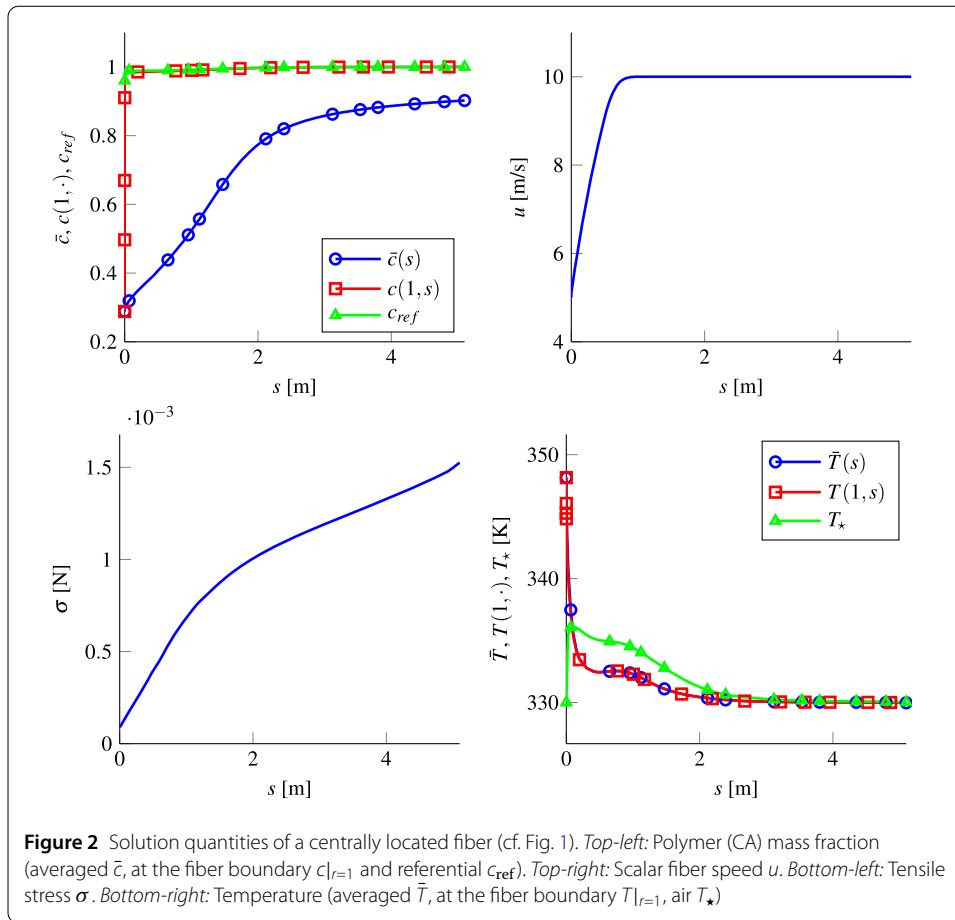 1
0.8
0.6
0.4
0.2
0
2
4
c̄, c(1,·), c_ref
s [m]
c̄(s)
c(1,s)
c_ref
10
8
6
4
0
2
4
u [m/s]
s [m]
·10⁻³
1.5
1
0.5
0
0
2
4
σ [N]
s [m]
350
340
330
0
2
4
T̄, T(1,·), T⋆ [K]
s [m]
T̄(s)
T(1,s)
T⋆
Figure 2 Solution quantities of a centrally located fiber (cf. Fig. 1). Top-left: Polymer (CA) mass fraction
(averaged c̄, at the fiber boundary c|r=1 and referential cref). Top-right: Scalar fiber speed u. Bottom-left: Tensile
stress σ. Bottom-right: Temperature (averaged T̄, at the fiber boundary T|r=1, air T⋆)